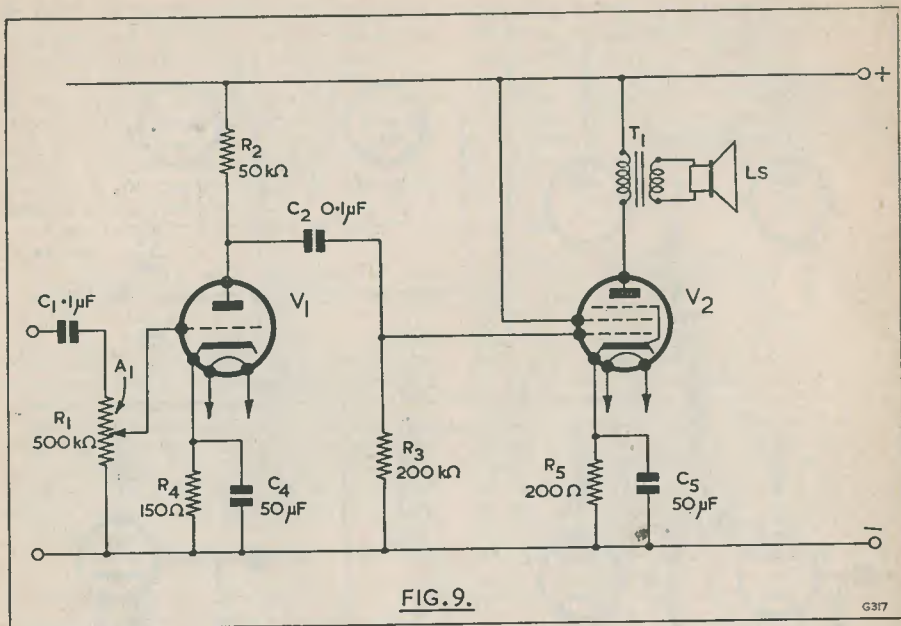 +
T1
LS
R2
50kΩ
C2 0·1µF
V1
V2
C1·1µF
A1
R1
500kΩ
R3
200kΩ
R4
150Ω
C4
50µF
R5
200Ω
C5
50µF
−
FIG.9.
G317